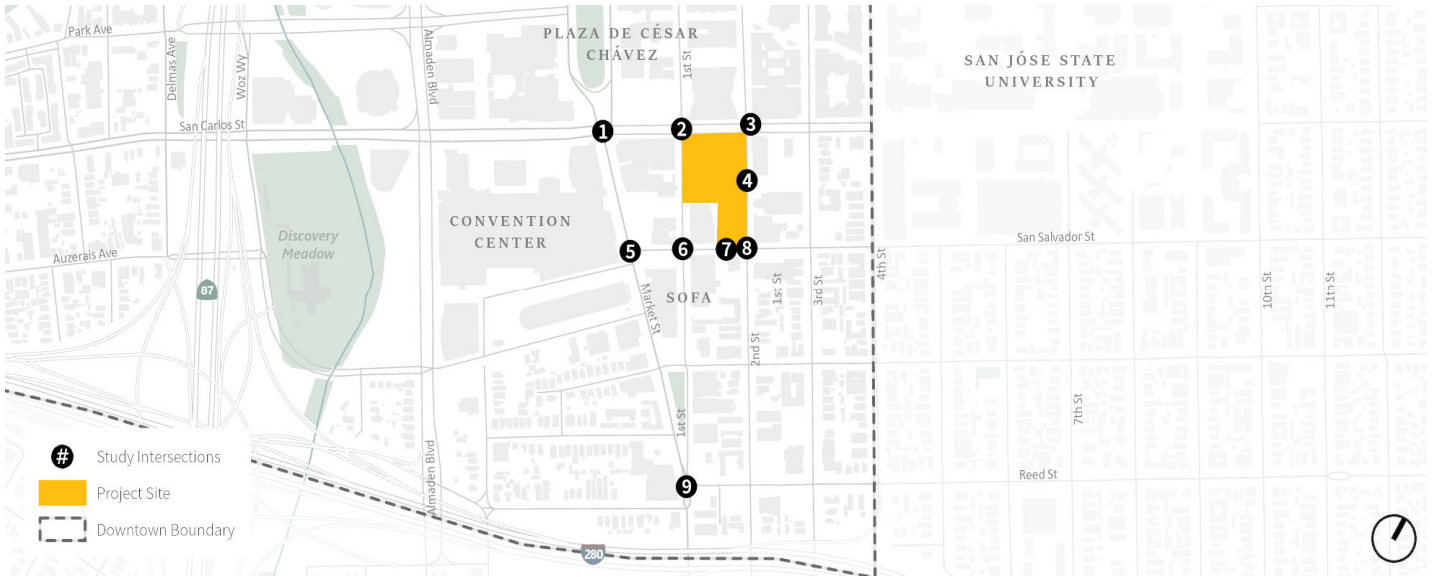 Park Ave
Delmas Ave
Woz Wy
Almaden Blvd
PLAZA DE CÉSAR
CHÁVEZ
1st St
SAN JÓSE STATE
UNIVERSITY
San Carlos St
1
2
3
4
CONVENTION
CENTER
Discovery
Meadow
Auzerais Ave
5
6
7
8
San Salvador St
4th St
87
SOFA
Market St
1st St
3rd St
10th St
11th St
2nd St
1st St
7th St
Almaden Blvd
9
Reed St
280
# Study Intersections
Project Site
Downtown Boundary